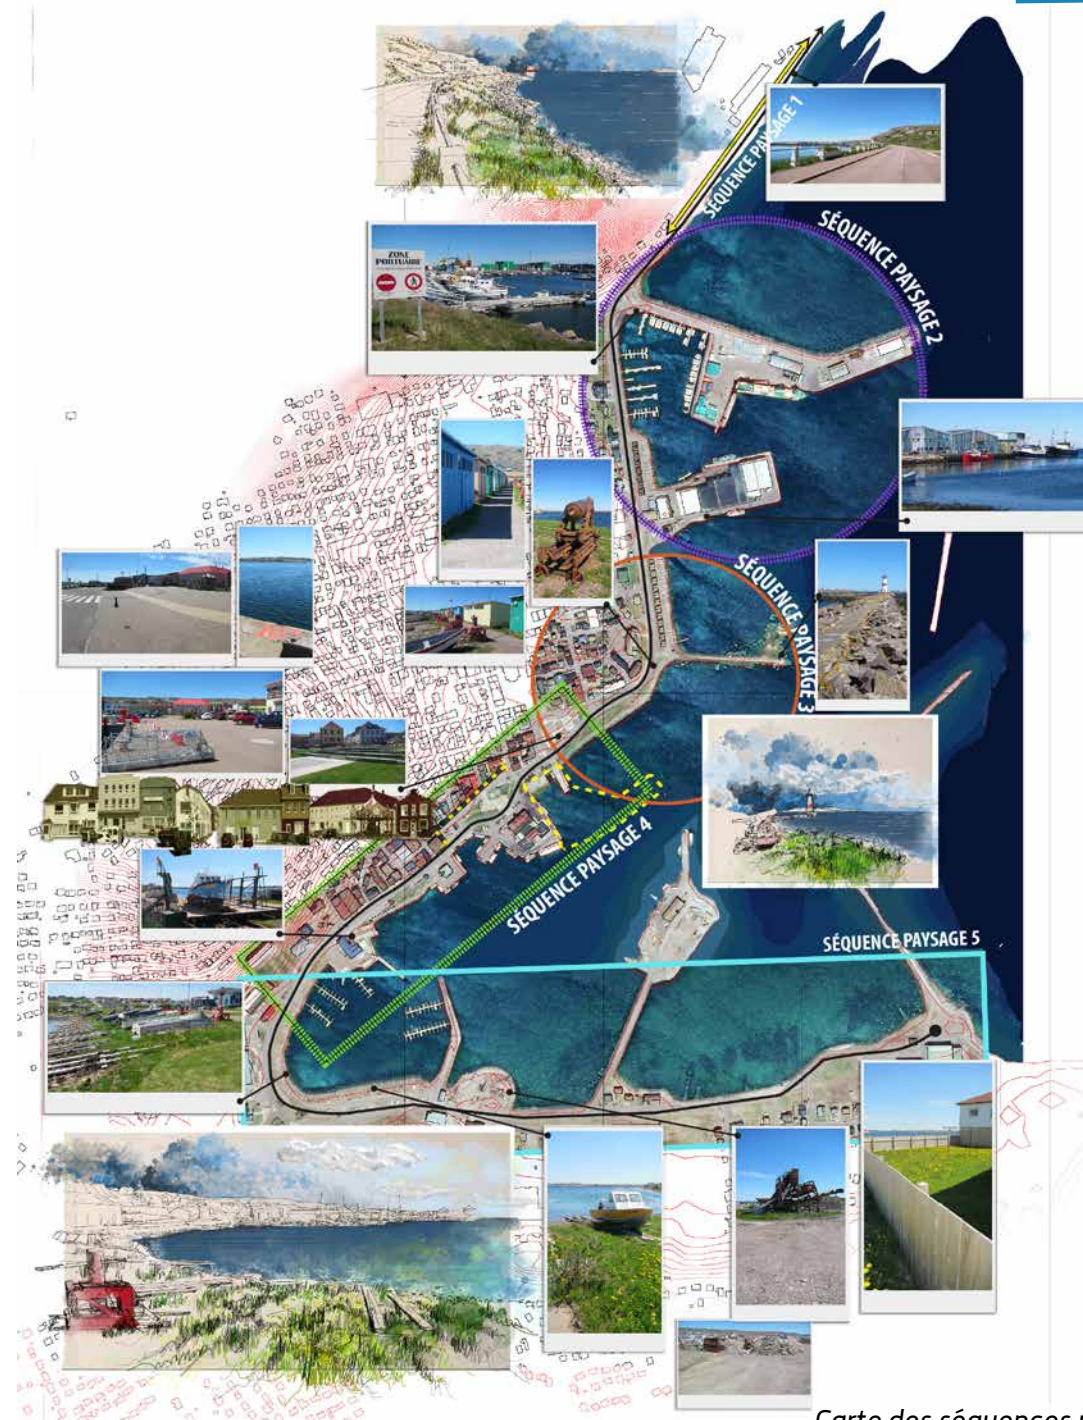 SÉQUENCE PAYSAGE 1
SÉQUENCE PAYSAGE 2
ZONE
PORTUAIRE
SÉQUENCE PAYSAGE 3
SÉQUENCE PAYSAGE 4
SÉQUENCE PAYSAGE 5
Carte des séquences